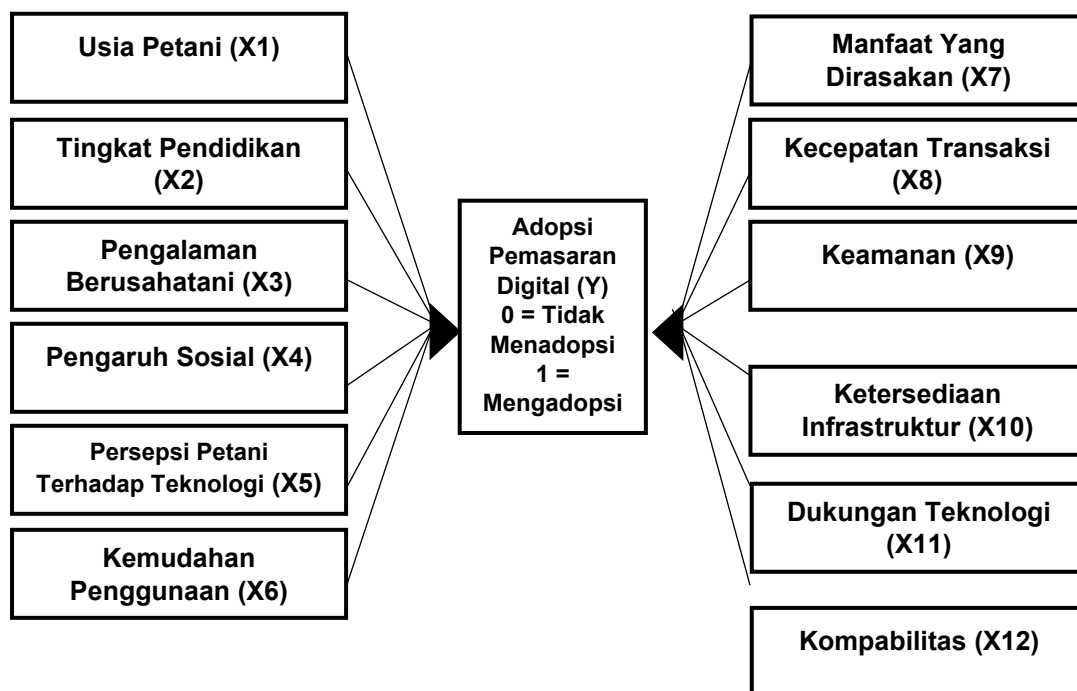 Usia Petani (X1)
Tingkat Pendidikan
(X2)
Pengalaman
Berusahatani (X3)
Pengaruh Sosial (X4)
Persepsi Petani
Terhadap Teknologi (X5)
Kemudahan
Penggunaan (X6)
Adopsi
Pemasaran
Digital (Y)
0 = Tidak
Menadopsi
1 =
Mengadopsi
Manfaat Yang
Dirasakan (X7)
Kecepatan Transaksi
(X8)
Keamanan (X9)
Ketersediaan
Infrastruktur (X10)
Dukungan Teknologi
(X11)
Kompabilitas (X12)